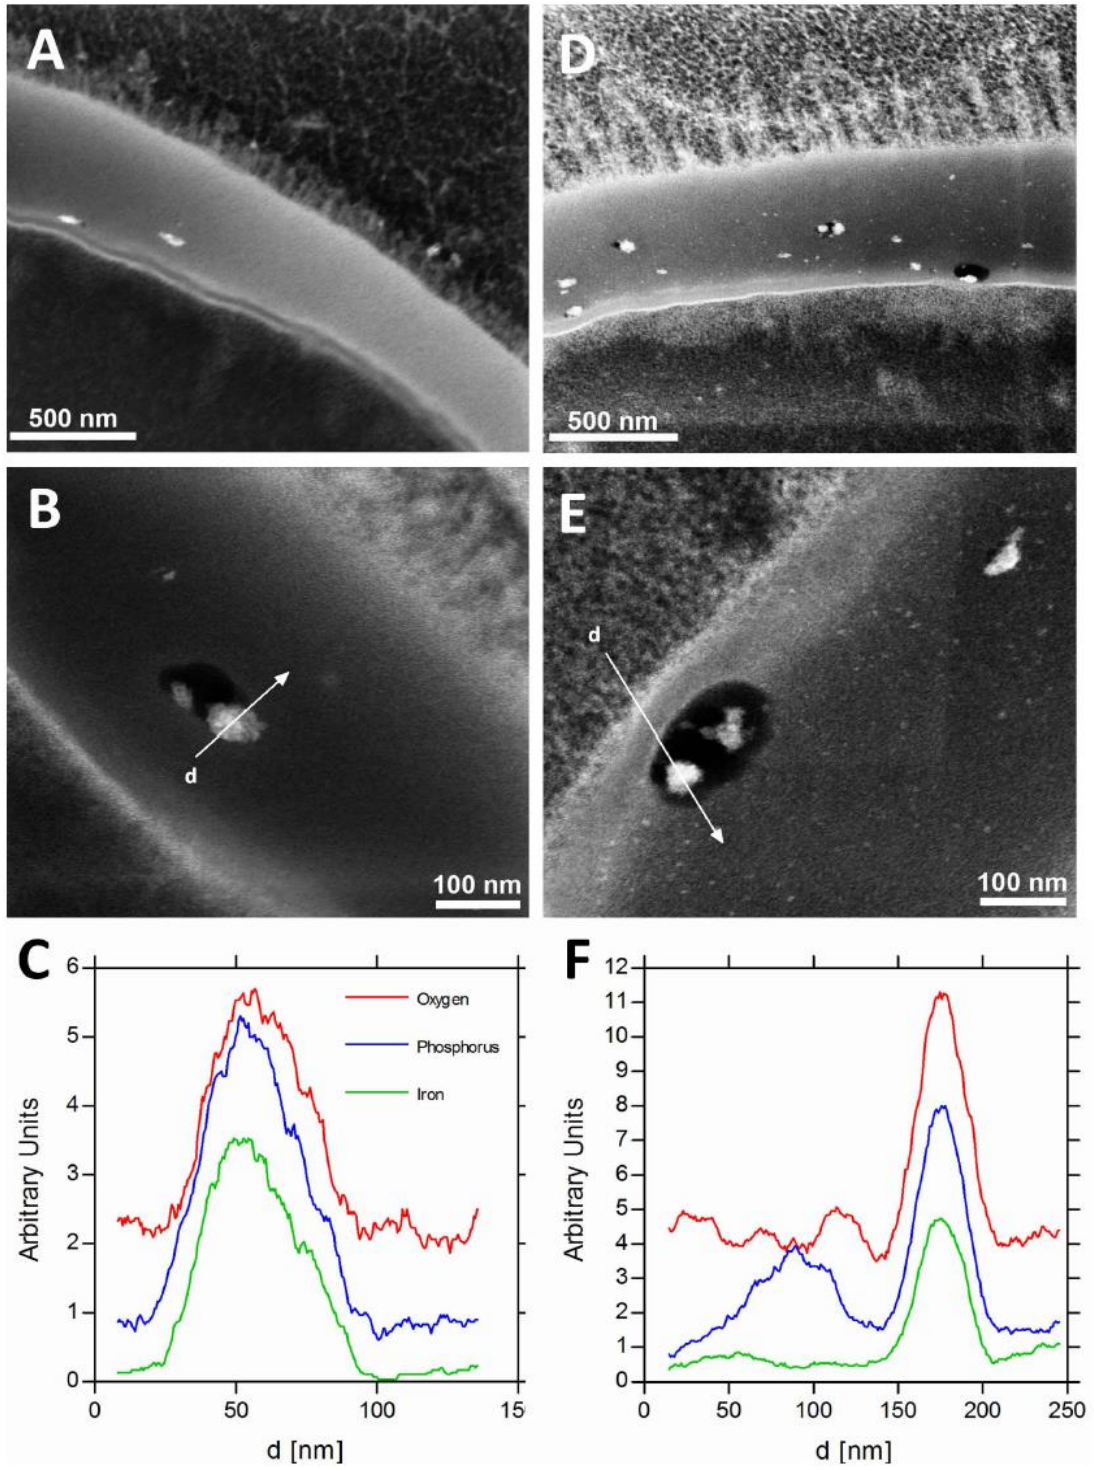 A
500 nm
D
500 nm
B
d
100 nm
E
d
100 nm
C
6
5
4
3
2
1
0
Arbitrary Units
Oxygen
Phosphorus
Iron
0 50 100 15
d [nm]
F
12
11
10
9
8
7
6
5
4
3
2
1
0
Arbitrary Units
0 50 100 150 200 250
d [nm]